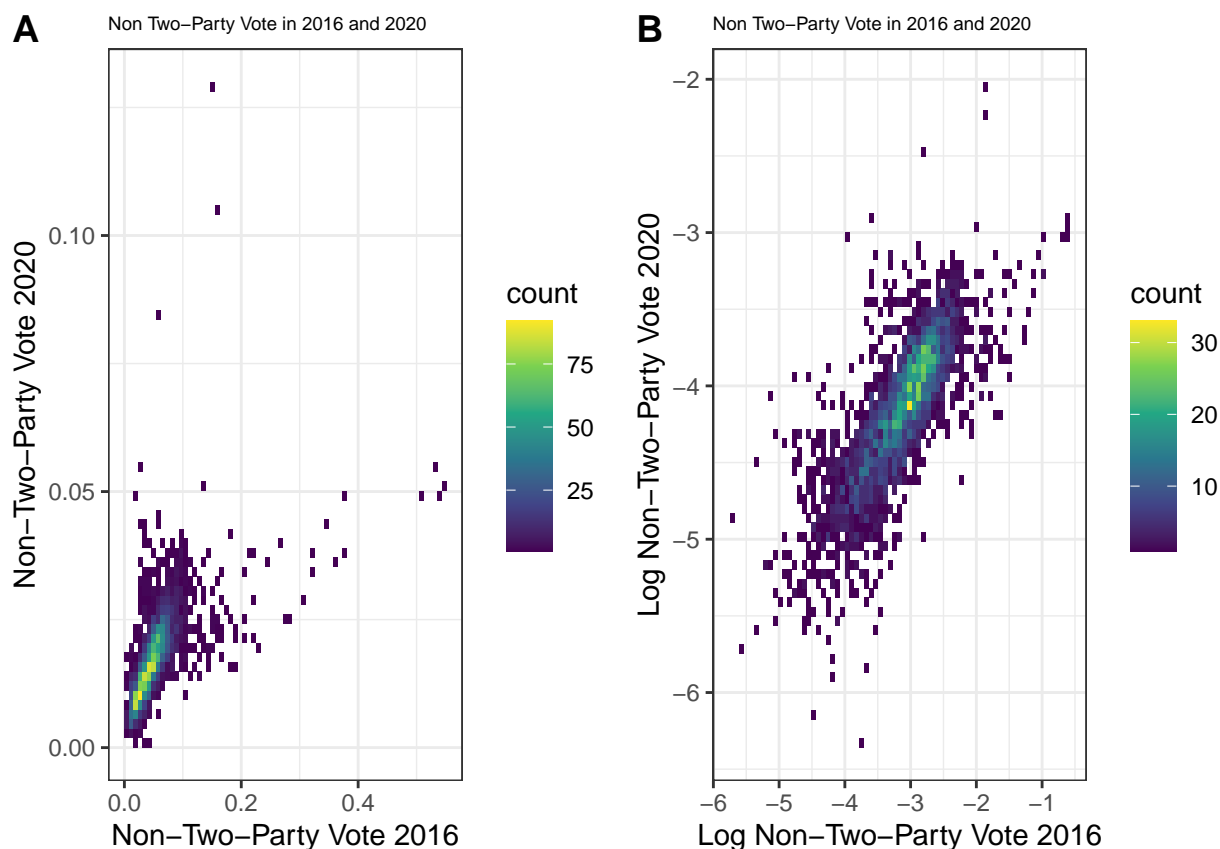 A
Non Two−Party Vote in 2016 and 2020
Non−Two−Party Vote 2020
0.10
0.05
0.00
0.0 0.2 0.4
Non−Two−Party Vote 2016
count
75
50
25
B
Non Two−Party Vote in 2016 and 2020
Log Non−Two−Party Vote 2020
−2
−3
−4
−5
−6
−6 −5 −4 −3 −2 −1
Log Non−Two−Party Vote 2016
count
30
20
10